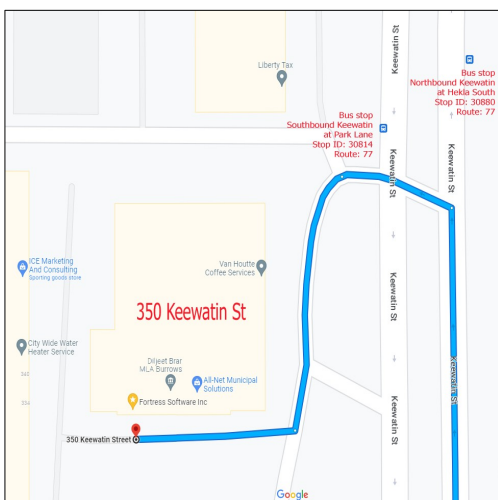 Liberty Tax
Keewatin St
Bus stop
Northbound Keewatin
at Hekla South
Stop ID: 30880
Route: 77
Bus stop
Southbound Keewatin
at Park Lane
Stop ID: 30814
Route: 77
Keewatin St
Keewatin St
ICE Marketing
And Consulting
Sporting goods store
Van Houtte
Coffee Services
350 Keewatin St
Keewatin St
City Wide Water
Heater Service
Diljeet Brar
MLA Burrows
All-Net Municipal
Solutions
Fortress Software Inc
keewatin St
Keewatin St
350 Keewatin Street
Google